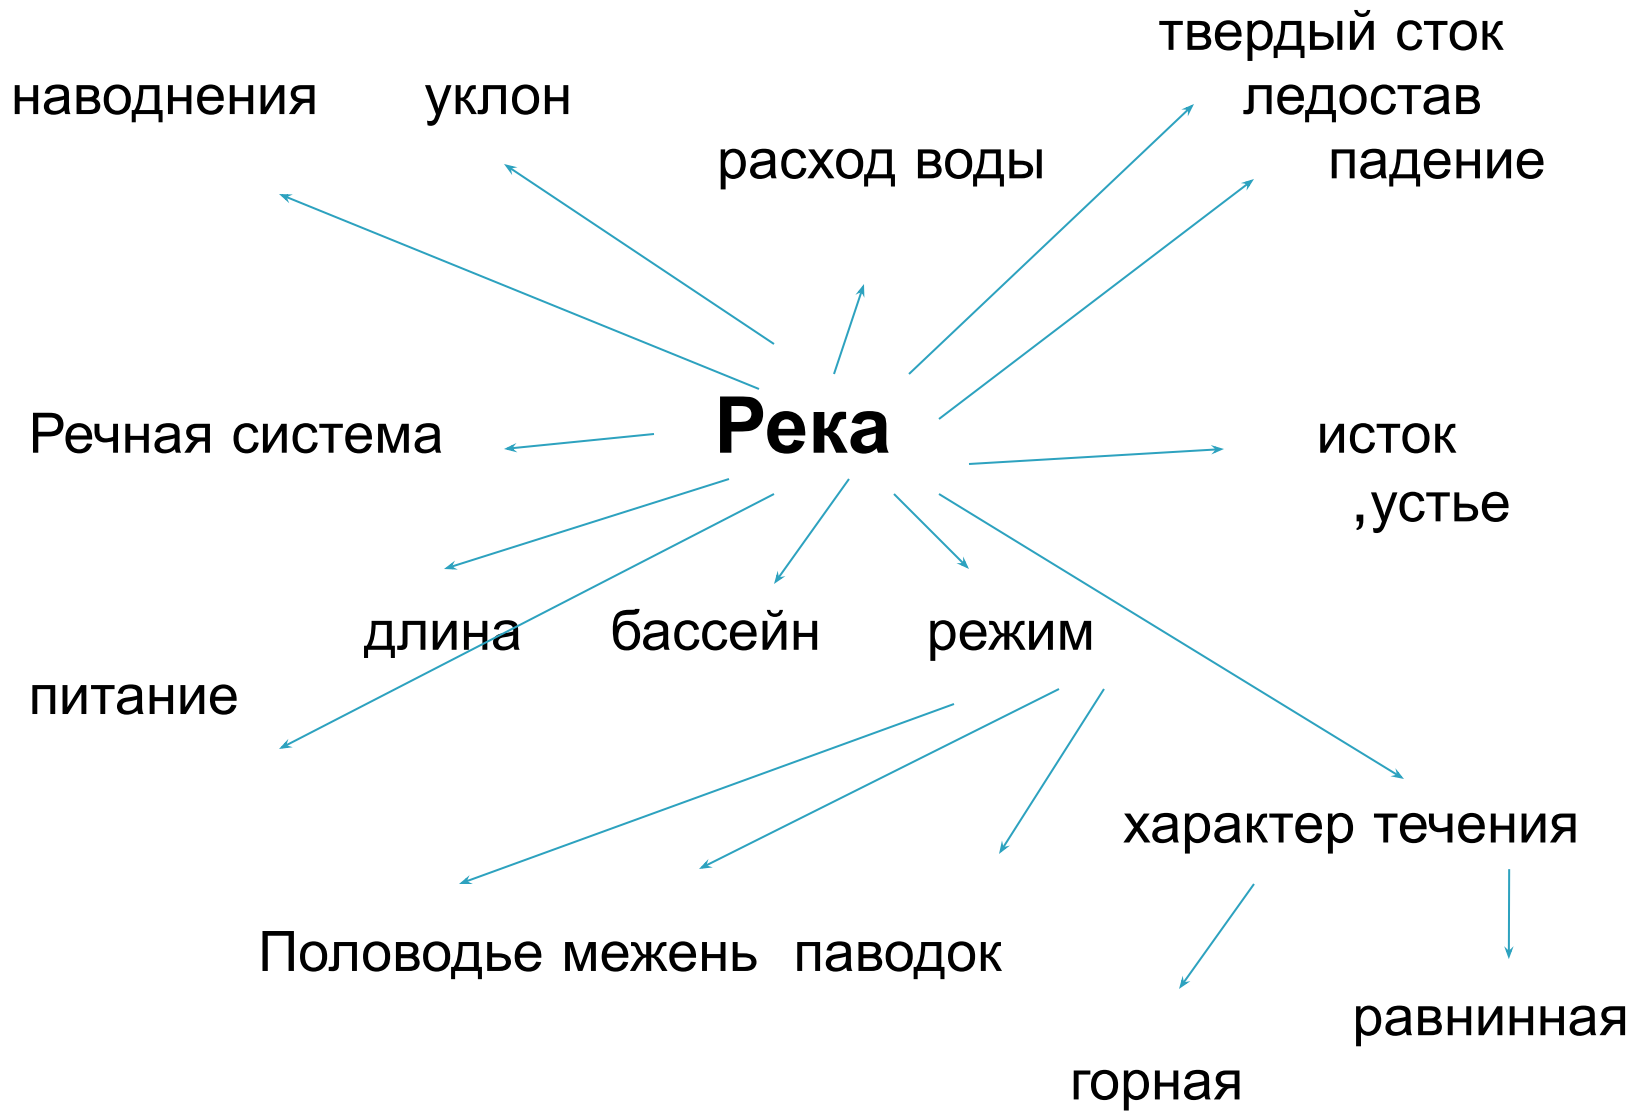 твердый сток
наводнения уклон ледостав
расход воды падение
Речная система Река исток
,устье
длина бассейн режим
питание
характер течения
Половодье межень паводок
равнинная
горная